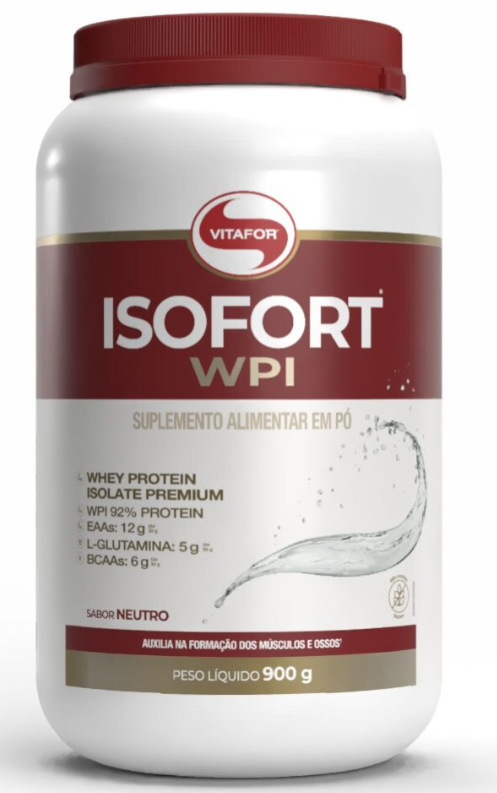 VITAFOR
ISOFORT
WPI
SUPLEMENTO ALIMENTAR EM PÓ
WHEY PROTEIN
ISOLATE PREMIUM
WPI 92% PROTEIN
EAAs: 12 g
L-GLUTAMINA: 5 g
BCAAs: 6 g
SABOR NEUTRO
AUXILIA NA FORMAÇÃO DOS MÚSCULOS E OSSOS
PESO LÍQUIDO 900 g